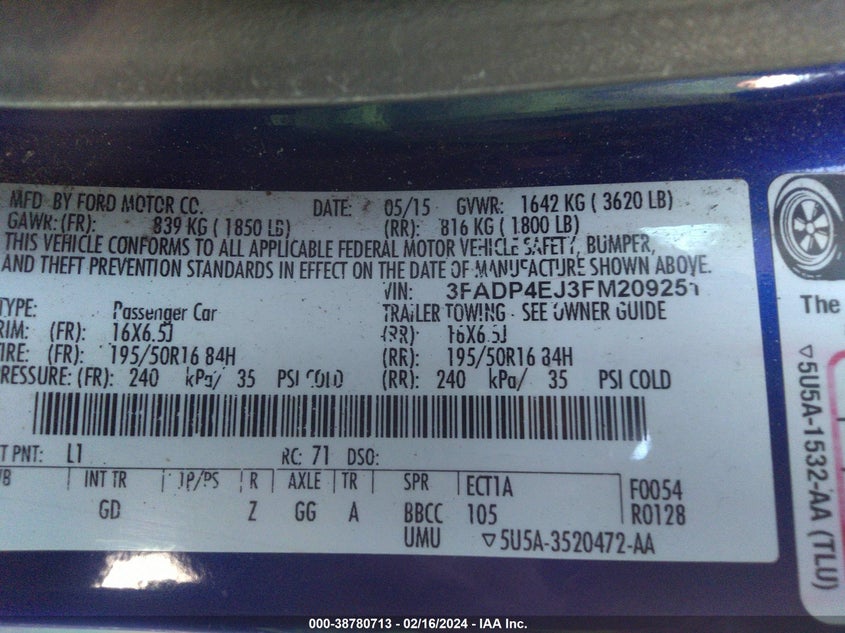 MFD. BY FORD MOTOR CO. DATE: 05/15 GVWR: 1642 KG ( 3620 LB)
GAWR: (FR): 839 KG ( 1850 LB) (RR): 816 KG ( 1800 LB)
THIS VEHICLE CONFORMS TO ALL APPLICABLE FEDERAL MOTOR VEHICLE SAFETY, BUMPER,
AND THEFT PREVENTION STANDARDS IN EFFECT ON THE DATE OF MANUFACTURE SHOWN ABOVE.
VIN: 3FADP4EJ3FM209251
TYPE: Passenger Car TRAILER TOWING - SEE OWNER GUIDE
RIM: (FR): 16X6.5J (RR): 16X6.5J
TIRE: (FR): 195/50R16 84H (RR): 195/50R16 84H
PRESSURE: (FR): 240 kPa/ 35 PSI COLD (RR): 240 kPa/ 35 PSI COLD
T PNT: L1 RC: 71 DSO:
WB INT TR TP/PS R AXLE TR SPR ECT1A F0054
GD Z GG A BBCC 105 R0128
UMU ▽5U5A-3520472-AA
The
▽5U5A-1532-AA (TLU)
000-38780713 - 02/16/2024 - IAA Inc.